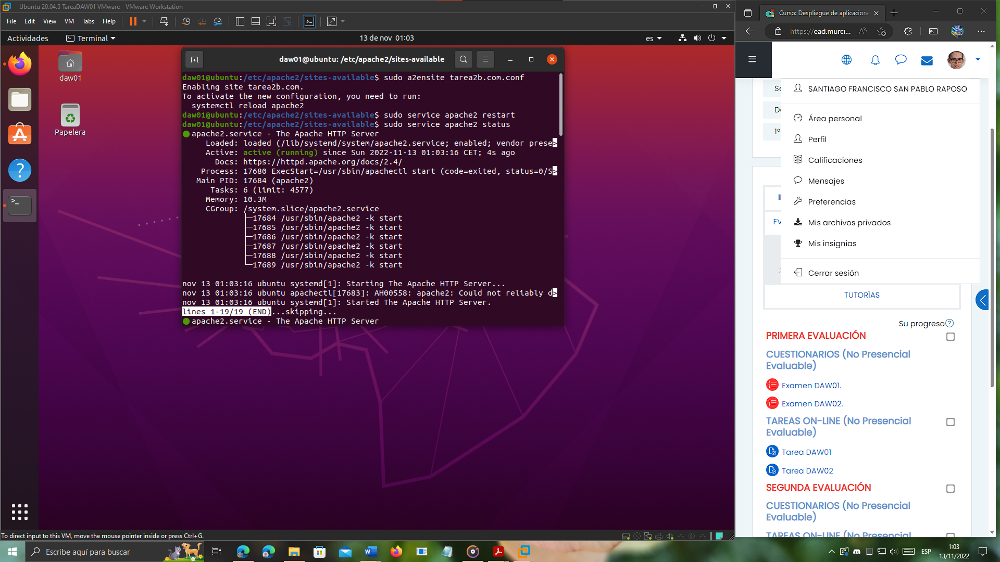 Ubuntu 20.04.5 TareaDAW01 VMware - VMware Workstation
File Edit View VM Tabs Help
Actividades
Terminal
13 de nov 01:03
es
daw01
Papelera
daw01@ubuntu: /etc/apache2/sites-available
daw01@ubuntu:/etc/apache2/sites-available$ sudo a2ensite tarea2b.com.conf
Enabling site tarea2b.com.
To activate the new configuration, you need to run:
systemctl reload apache2
daw01@ubuntu:/etc/apache2/sites-available$ sudo service apache2 restart
daw01@ubuntu:/etc/apache2/sites-available$ sudo service apache2 status
apache2.service - The Apache HTTP Server
Loaded: loaded (/lib/systemd/system/apache2.service; enabled; vendor prese>
Active: active (running) since Sun 2022-11-13 01:03:16 CET; 4s ago
Docs: https://httpd.apache.org/docs/2.4/
Process: 17680 ExecStart=/usr/sbin/apachectl start (code=exited, status=0/S>
Main PID: 17684 (apache2)
Tasks: 6 (limit: 4577)
Memory: 10.3M
CGroup: /system.slice/apache2.service
├─17684 /usr/sbin/apache2 -k start
├─17685 /usr/sbin/apache2 -k start
├─17686 /usr/sbin/apache2 -k start
├─17687 /usr/sbin/apache2 -k start
├─17688 /usr/sbin/apache2 -k start
└─17689 /usr/sbin/apache2 -k start
nov 13 01:03:16 ubuntu systemd[1]: Starting The Apache HTTP Server...
nov 13 01:03:16 ubuntu apachectl[17683]: AH00558: apache2: Could not reliably d>
nov 13 01:03:16 ubuntu systemd[1]: Started The Apache HTTP Server.
lines 1-19/19 (END)...skipping...
apache2.service - The Apache HTTP Server
To direct input to this VM, move the mouse pointer inside or press Ctrl+G.
Curso: Despliegue de aplicacione
https://ead.murci...
SANTIAGO FRANCISCO SAN PABLO RAPOSO
Área personal
Perfil
Calificaciones
Mensajes
Preferencias
Mis archivos privados
Mis insignias
Cerrar sesión
TUTORÍAS
Su progreso
PRIMERA EVALUACIÓN
CUESTIONARIOS (No Presencial
Evaluable)
Examen DAW01.
Examen DAW02.
TAREAS ON-LINE (No Presencial
Evaluable)
Tarea DAW01
Tarea DAW02
SEGUNDA EVALUACIÓN
CUESTIONARIOS (No Presencial
Evaluable)
TAREAS ON-LINE (No Presencial
Escribe aquí para buscar
ESP
1:03
13/11/2022